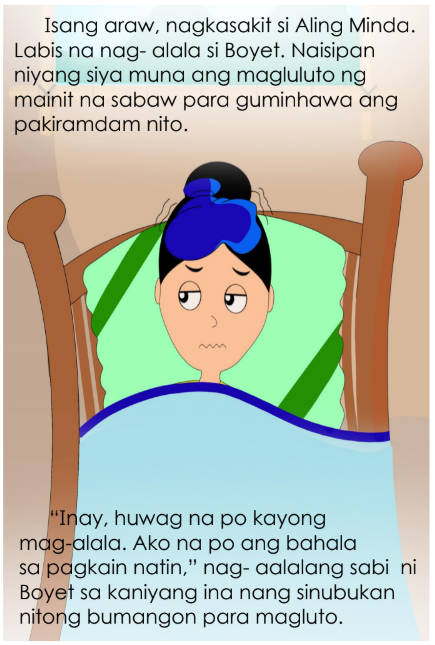 Isang araw, nagkasakit si Aling Minda.
Labis na nag- alala si Boyet. Naisipan
niyang siya muna ang magluluto ng
mainit na sabaw para guminhawa ang
pakiramdam nito.
“Inay, huwag na po kayong
mag-alala. Ako na po ang bahala
sa pagkain natin,” nag- aalalang sabi ni
Boyet sa kaniyang ina nang sinubukan
nitong bumangon para magluto.